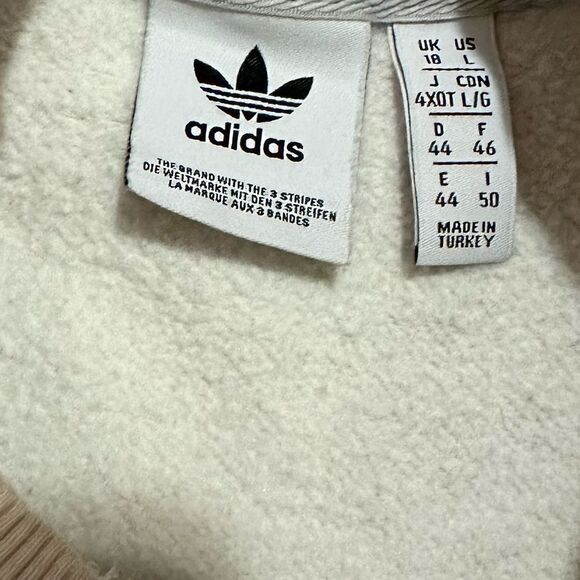 adidas
THE BRAND WITH THE 3 STRIPES
DIE WELTMARKE MIT DEN 3 STREIFEN
LA MARQUE AUX 3 BANDES
UK US
18 L
J CDN
4XOT L/G
D F
44 46
E I
44 50
MADE IN
TURKEY